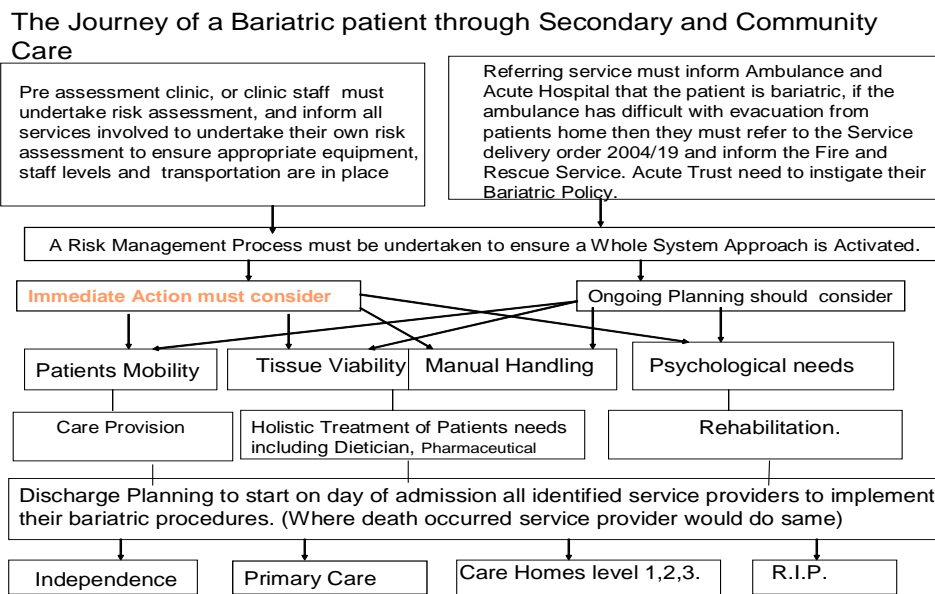 The Journey of a Bariatric patient through Secondary and Community
Care
Pre assessment clinic, or clinic staff must
undertake risk assessment, and inform all
services involved to undertake their own risk
assessment to ensure appropriate equipment,
staff levels and transportation are in place
Referring service must inform Ambulance and
Acute Hospital that the patient is bariatric, if the
ambulance has difficult with evacuation from
patients home then they must refer to the Service
delivery order 2004/19 and inform the Fire and
Rescue Service. Acute Trust need to instigate their
Bariatric Policy.
A Risk Management Process must be undertaken to ensure a Whole System Approach is Activated.
Immediate Action must consider
Ongoing Planning should consider
Patients Mobility
Tissue Viability
Manual Handling
Psychological needs
Care Provision
Holistic Treatment of Patients needs
including Dietician, Pharmaceutical
Rehabilitation.
Discharge Planning to start on day of admission all identified service providers to implement
their bariatric procedures. (Where death occurred service provider would do same)
Independence
Primary Care
Care Homes level 1,2,3.
R.I.P.